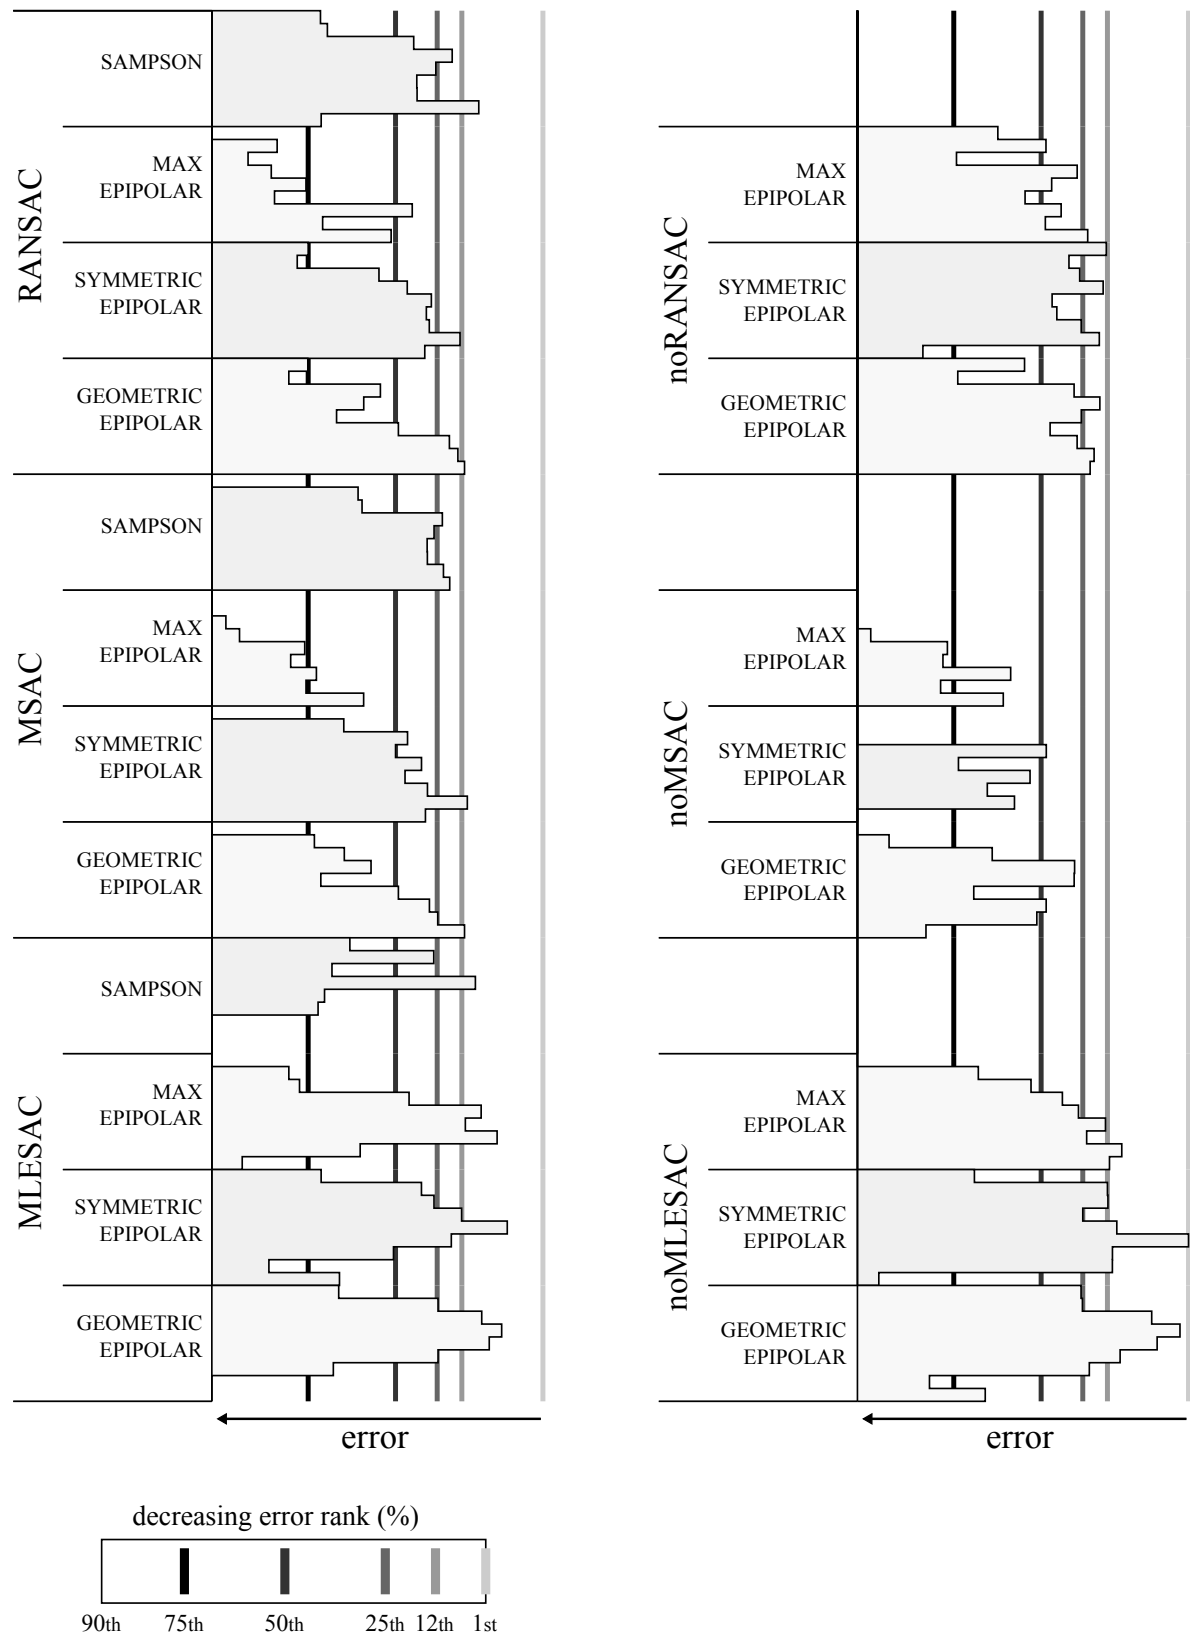 RANSAC
SAMPSON
MAX
EPIPOLAR
SYMMETRIC
EPIPOLAR
GEOMETRIC
EPIPOLAR
MSAC
SAMPSON
MAX
EPIPOLAR
SYMMETRIC
EPIPOLAR
GEOMETRIC
EPIPOLAR
MLESAC
SAMPSON
MAX
EPIPOLAR
SYMMETRIC
EPIPOLAR
GEOMETRIC
EPIPOLAR
error
noRANSAC
MAX
EPIPOLAR
SYMMETRIC
EPIPOLAR
GEOMETRIC
EPIPOLAR
noMSAC
MAX
EPIPOLAR
SYMMETRIC
EPIPOLAR
GEOMETRIC
EPIPOLAR
noMLESAC
MAX
EPIPOLAR
SYMMETRIC
EPIPOLAR
GEOMETRIC
EPIPOLAR
error
decreasing error rank (%)
90th 75th 50th 25th 12th 1st